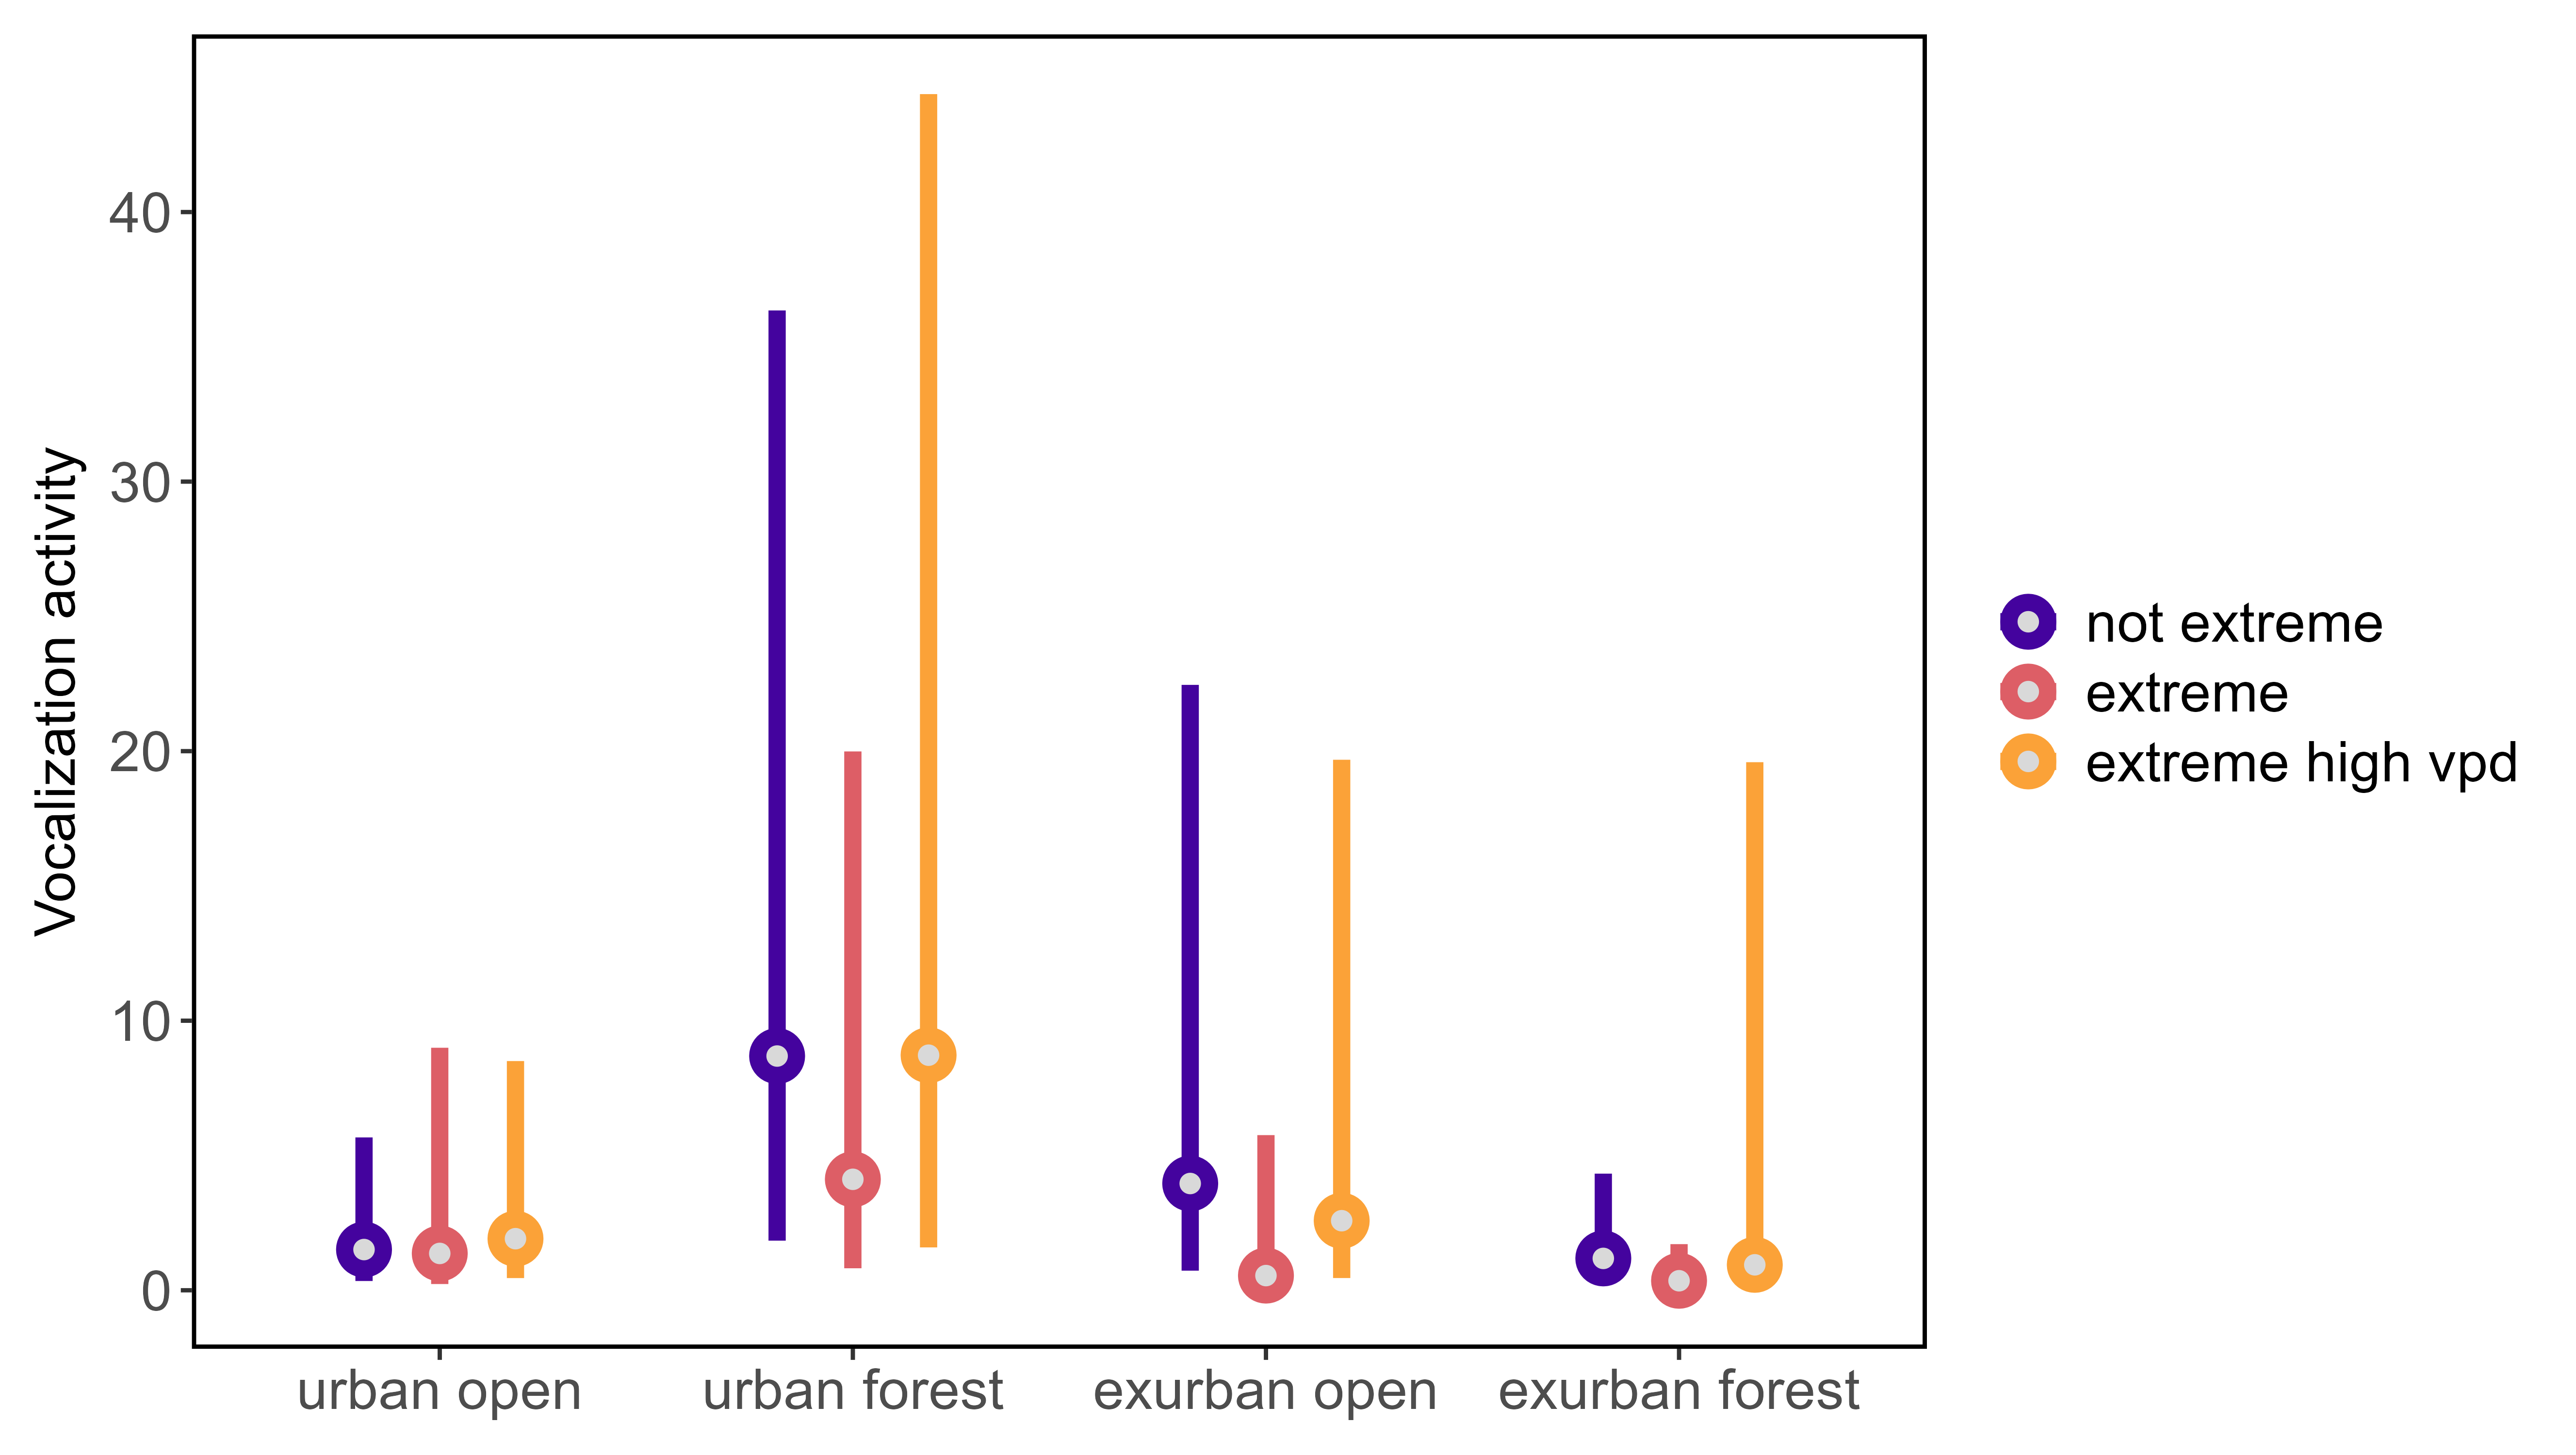 Vocalization activity
40
30
20
10
0
urban open
urban forest
exurban open
exurban forest
not extreme
extreme
extreme high vpd